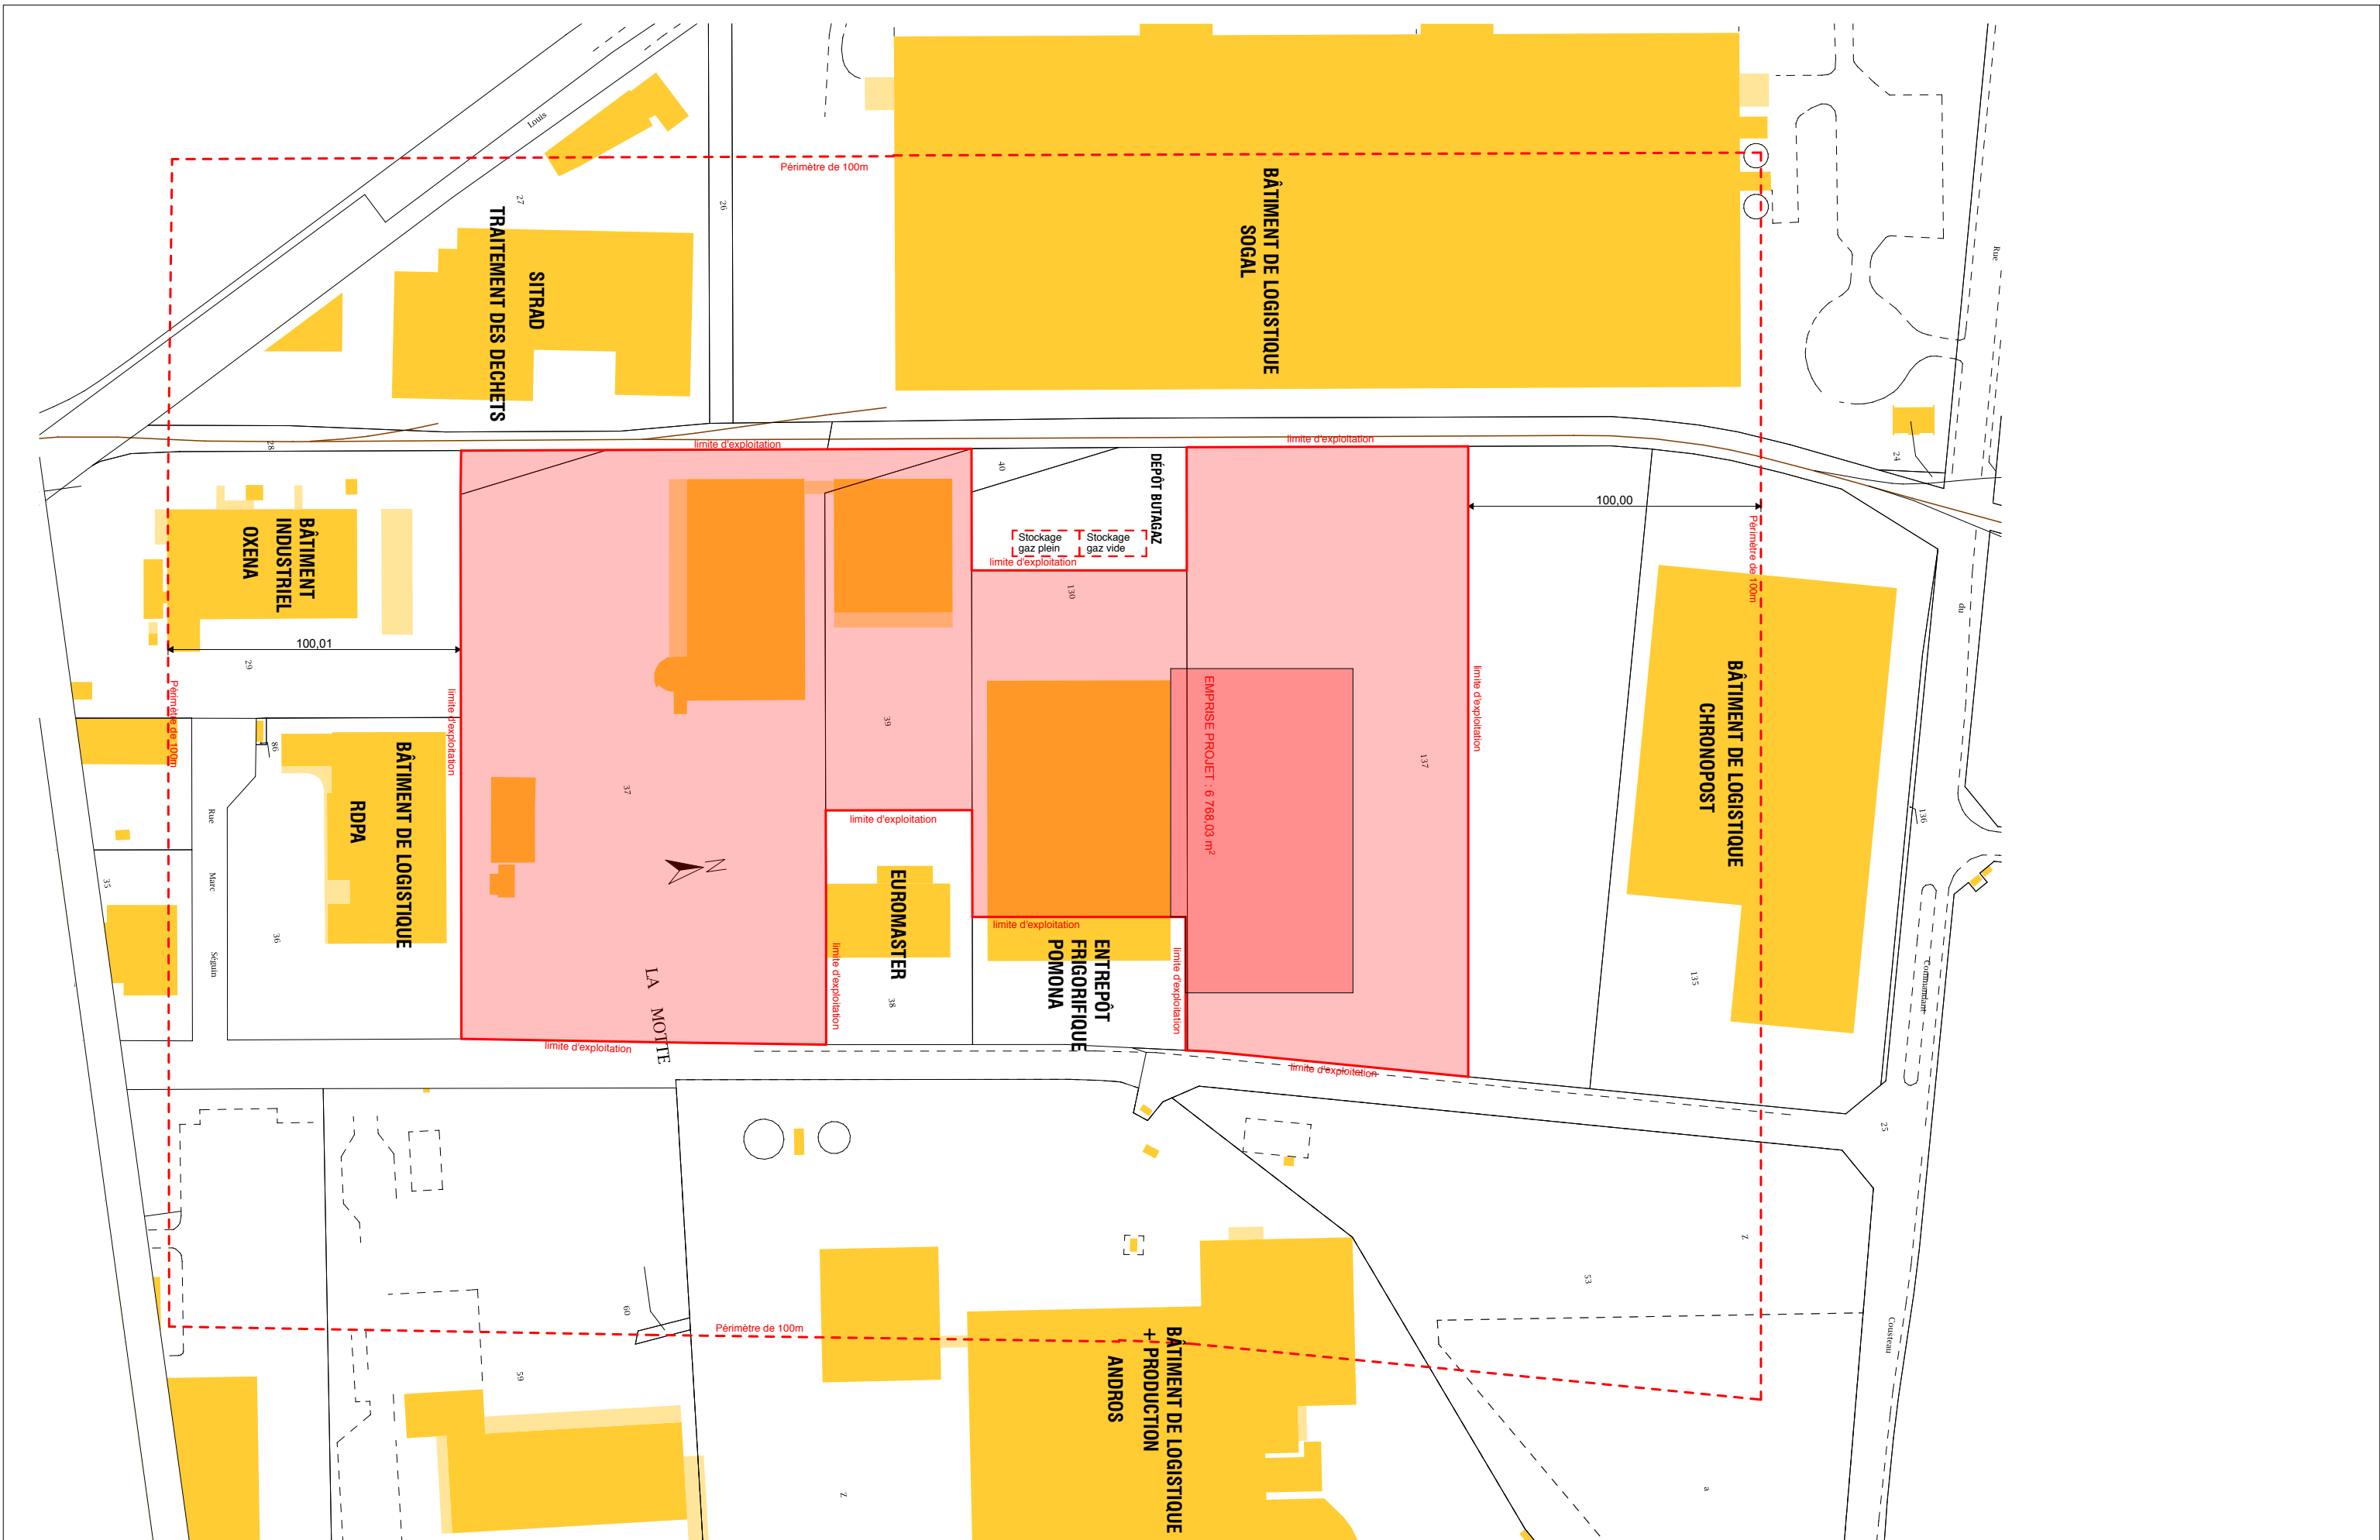 Louis
Périmètre de 100m
27
26
TRAITEMENT DES DECHETS
SITRAD
BÂTIMENT DE LOGISTIQUE
SOGAL
Rue
28
limite d'exploitation
limite d'exploitation
40
DÉPÔT BUTAGAZ
24
100,00
Périmètre de 100m
Stockage
gaz plein
Stockage
gaz vide
limite d'exploitation
BÂTIMENT
INDUSTRIEL
OXENA
130
du
100,01
29
Périmètre de 100m
limite d'exploitation
EMPRISE PROJET : 6 768,03 m²
limite d'exploitation
BÂTIMENT DE LOGISTIQUE
CHRONOPOST
39
86
BÂTIMENT DE LOGISTIQUE
RDPA
137
37
Rue
Marc
Séguin
limite d'exploitation
136
N
EUROMASTER
35
36
limite d'exploitation
limite d'exploitation
ENTREPÔT
FRIGORIFIQUE
POMONA
limite d'exploitation
38
135
Commandant
LA MOTTE
limite d'exploitation
limite d'exploitation
25
Z
53
60
Périmètre de 100m
BÂTIMENT DE LOGISTIQUE
+ PRODUCTION
ANDROS
Cousteau
59
Z
a